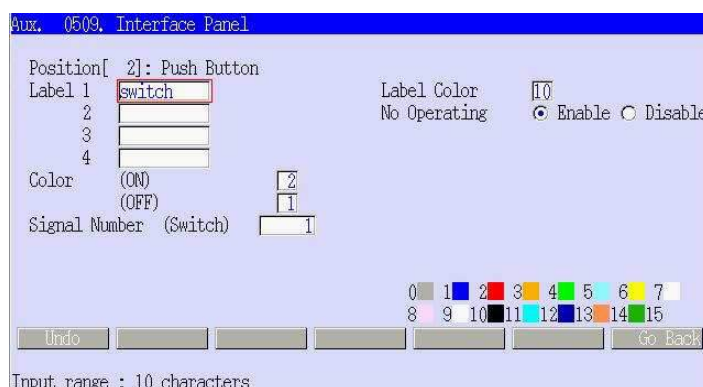 Aux. 0509. Interface Panel
Position[ 2]: Push Button
Label 1 switch
2
3
4
Label Color 10
No Operating Enable Disable
Color (ON) 2
(OFF) 1
Signal Number (Switch) 1
0 1 2 3 4 5 6 7
8 9 10 11 12 13 14 15
Undo Go Back
Input range : 10 characters